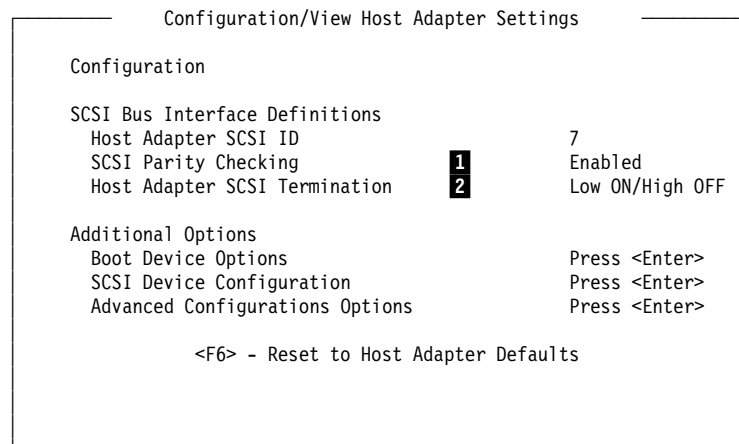 Configuration/View Host Adapter Settings
Configuration
SCSI Bus Interface Definitions
Host Adapter SCSI ID 7
SCSI Parity Checking 1 Enabled
Host Adapter SCSI Termination 2 Low ON/High OFF
Additional Options
Boot Device Options Press <Enter>
SCSI Device Configuration Press <Enter>
Advanced Configurations Options Press <Enter>
<F6> - Reset to Host Adapter Defaults